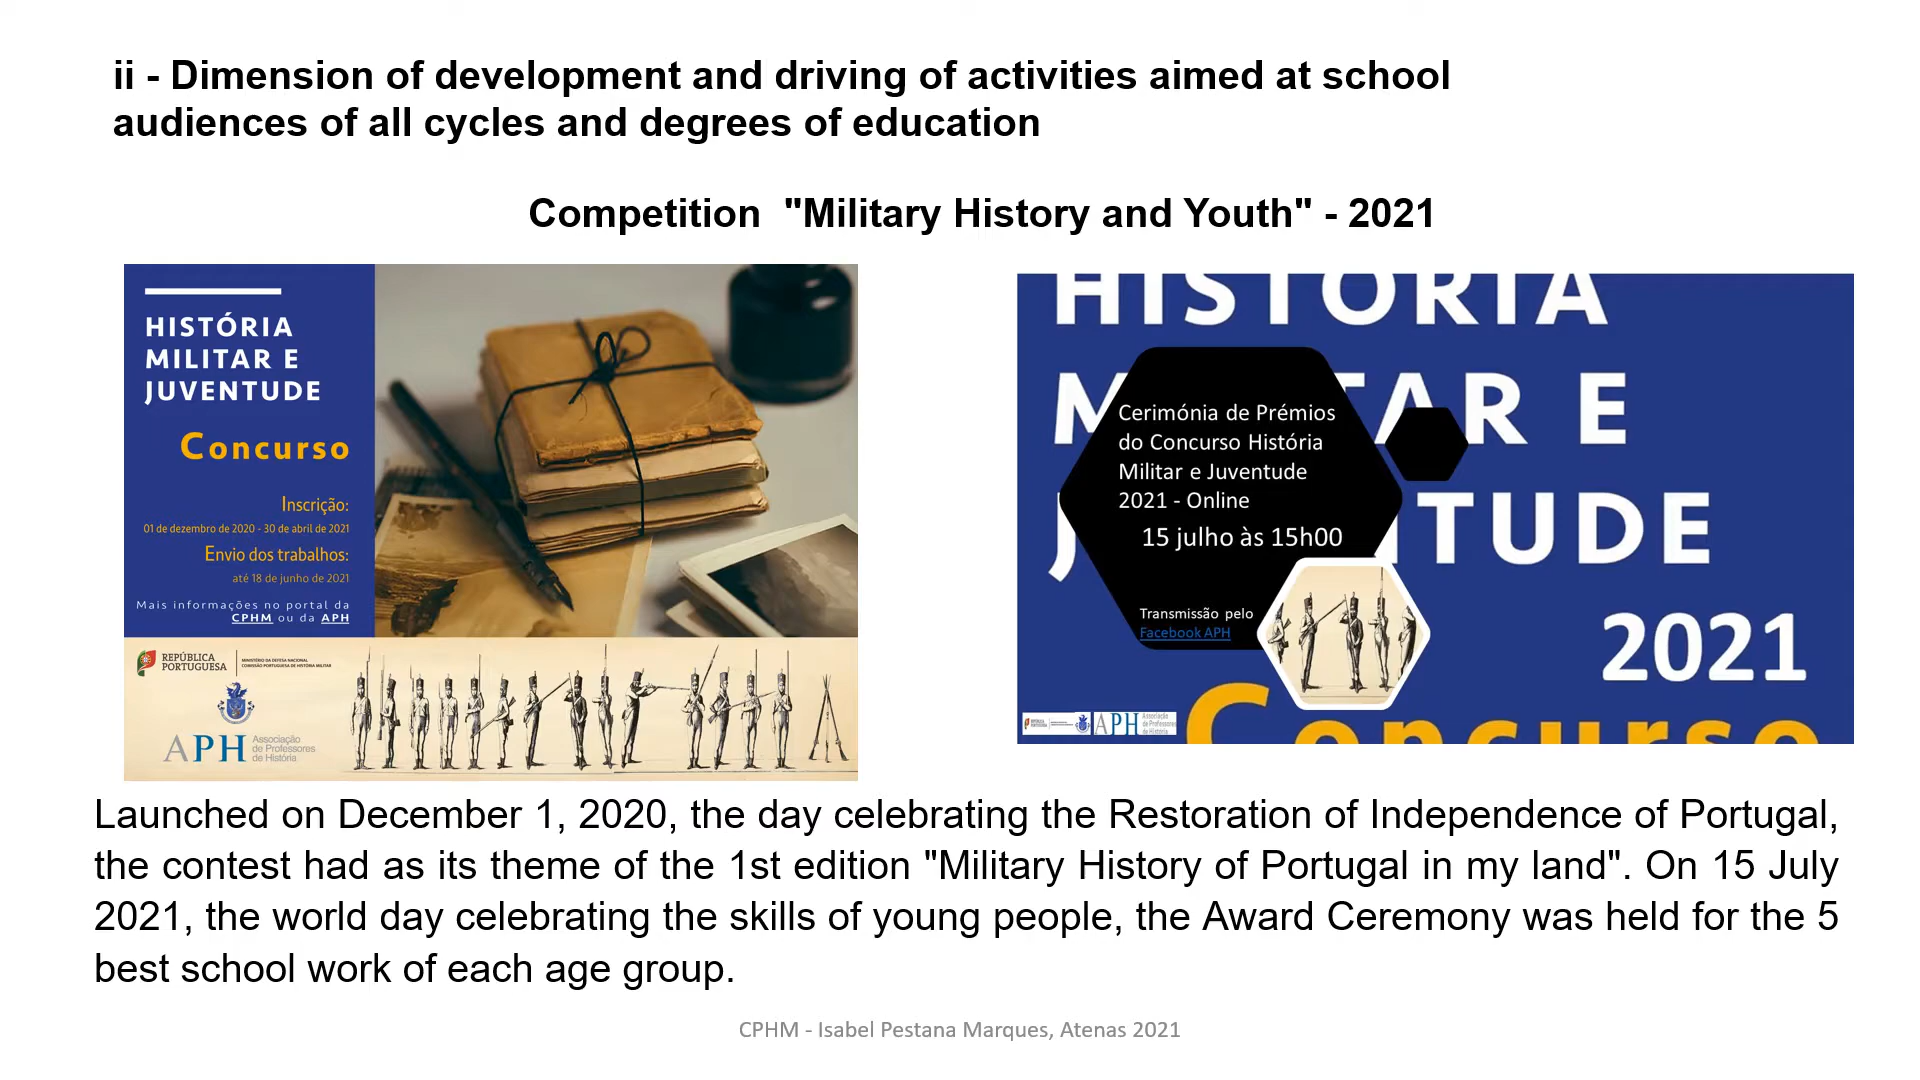 ii - Dimension of development and driving of activities aimed at school
audiences of all cycles and degrees of education
Competition "Military History and Youth" - 2021
HISTÓRIA
MILITAR E
JUVENTUDE
Concurso
Inscrição:
01 de dezembro de 2020 - 30 de abril de 2021
Envio dos trabalhos:
até 18 de junho de 2021
Mais informações no portal da
CPHM ou da APH
REPÚBLICA
PORTUGUESA
MINISTÉRIO DA DEFESA NACIONAL
COMISSÃO PORTUGUESA DE HISTÓRIA MILITAR
APH
Associação
de Professores
de História
HISTORIA
M TAR E
J NTUDE
2021
Concurso
Cerimónia de Prémios
do Concurso História
Militar e Juventude
2021 - Online
15 julho às 15h00
Transmissão pelo
Facebook APH
APH
Associação
de Professores
de História
Launched on December 1, 2020, the day celebrating the Restoration of Independence of Portugal,
the contest had as its theme of the 1st edition "Military History of Portugal in my land". On 15 July
2021, the world day celebrating the skills of young people, the Award Ceremony was held for the 5
best school work of each age group.
CPHM - Isabel Pestana Marques, Atenas 2021